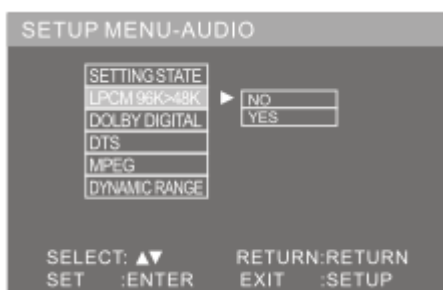 SETUP MENU-AUDIO
SETTING STATE
LPCM 96K>48K ▶ NO
YES
DOLBY DIGITAL
DTS
MPEG
DYNAMIC RANGE
SELECT: ▲▼ RETURN:RETURN
SET :ENTER EXIT :SETUP